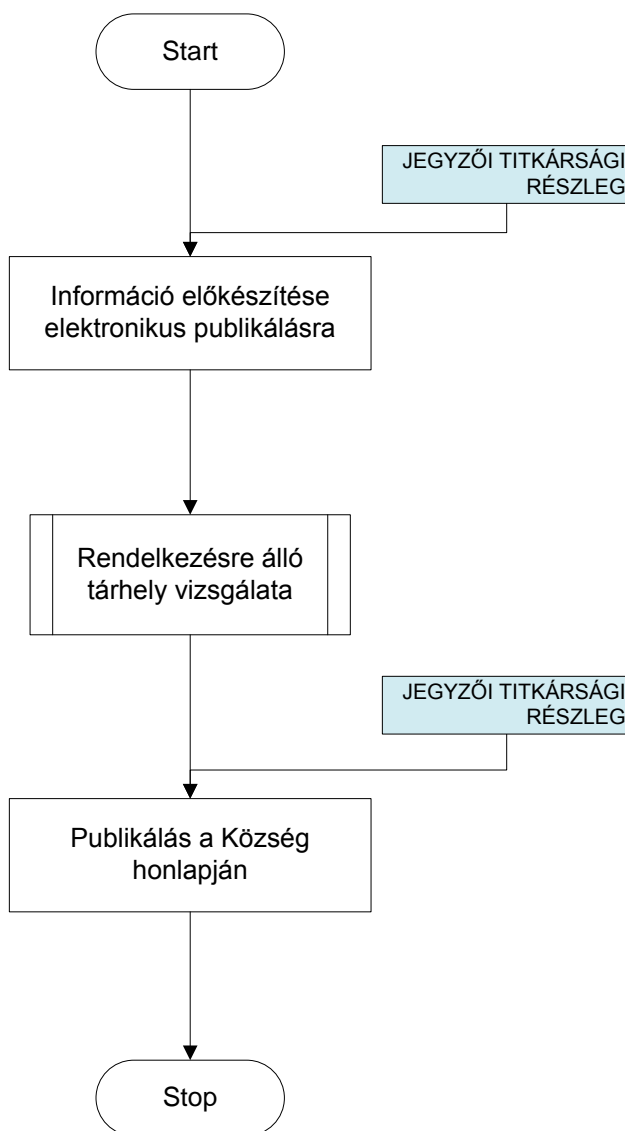 Start
JEGYZŐI TITKÁRSÁGI
RÉSZLEG
Információ előkészítése
elektronikus publikálásra
Rendelkezésre álló
tárhely vizsgálata
JEGYZŐI TITKÁRSÁGI
RÉSZLEG
Publikálás a Község
honlapján
Stop